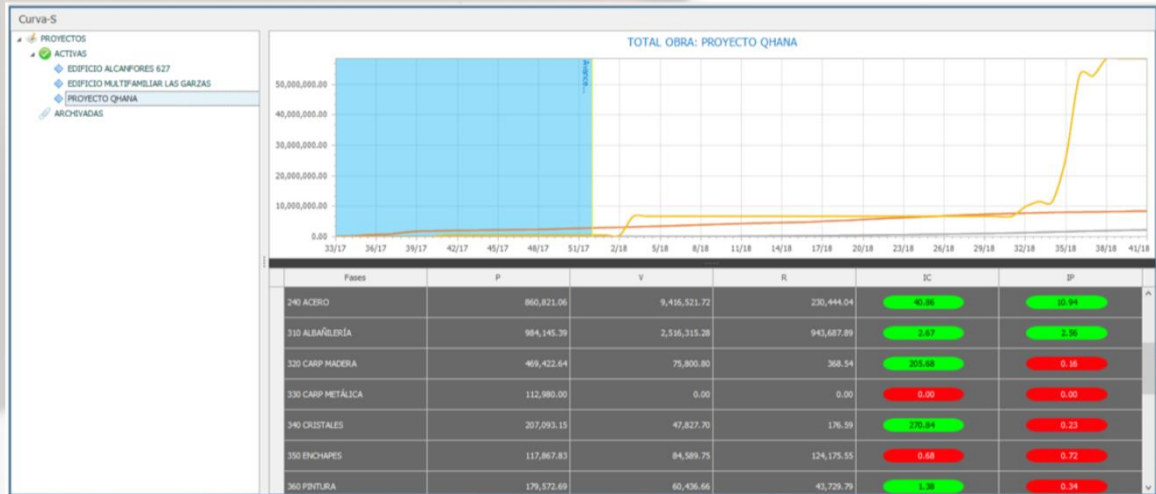 Curva-S
PROYECTOS
ACTIVAS
EDIFICIO ALCANFORES 627
EDIFICIO MULTIFAMILIAR LAS GARZAS
PROYECTO QHANA
ARCHIVADAS
TOTAL OBRA: PROYECTO QHANA
Avance...
50,000,000.00
40,000,000.00
30,000,000.00
20,000,000.00
10,000,000.00
0.00
33/17 36/17 39/17 42/17 45/17 48/17 51/17 2/18 5/18 8/18 11/18 14/18 17/18 20/18 23/18 26/18 29/18 32/18 35/18 38/18 41/18
Fases P V R IC IP
240 ACERO 860,821.06 9,416,521.72 230,444.04 40.86 10.94
310 ALBAÑILERÍA 984,145.39 2,516,315.28 943,687.89 2.67 2.56
320 CARP MADERA 469,422.64 75,800.80 368.54 205.68 0.16
330 CARP METÁLICA 112,980.00 0.00 0.00 0.00 0.00
340 CRISTALES 207,093.15 47,827.70 176.59 270.84 0.23
350 ENCHAPES 117,867.83 84,589.75 124,175.55 0.68 0.72
360 PINTURA 179,572.69 60,436.66 43,729.79 1.38 0.34